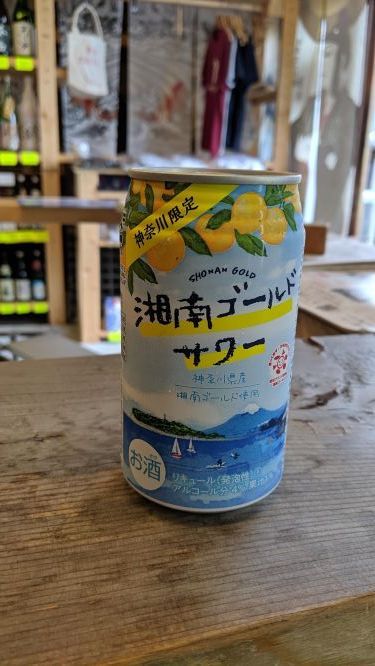 神奈川限定
SHONAN GOLD
湘南ゴールド
サワー
神奈川県産
湘南ゴールド使用
お酒
リキュール(発泡性)①
アルコール分4%